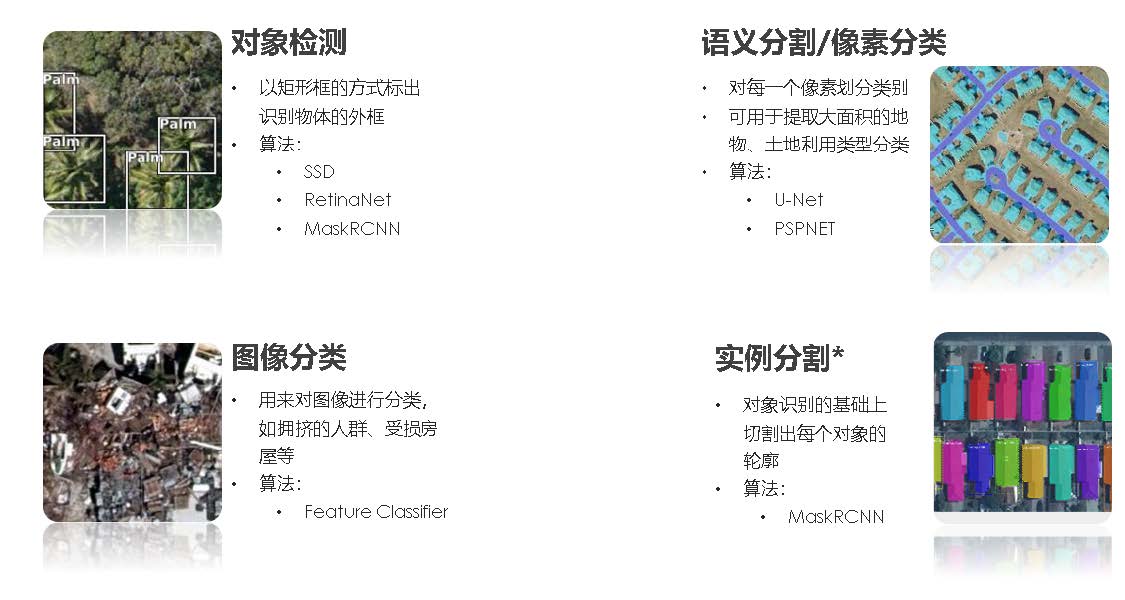 对象检测
• 以矩形框的方式标出
识别物体的外框
• 算法：
• SSD
• RetinaNet
• MaskRCNN
Palm
Palm
Palm
Palm
语义分割/像素分类
• 对每一个像素划分类别
• 可用于提取大面积的地
物、土地利用类型分类
• 算法：
• U-Net
• PSPNET
图像分类
• 用来对图像进行分类，
如拥挤的人群、受损房
屋等
• 算法：
• Feature Classifier
实例分割*
• 对象识别的基础上
切割出每个对象的
轮廓
• 算法：
• MaskRCNN